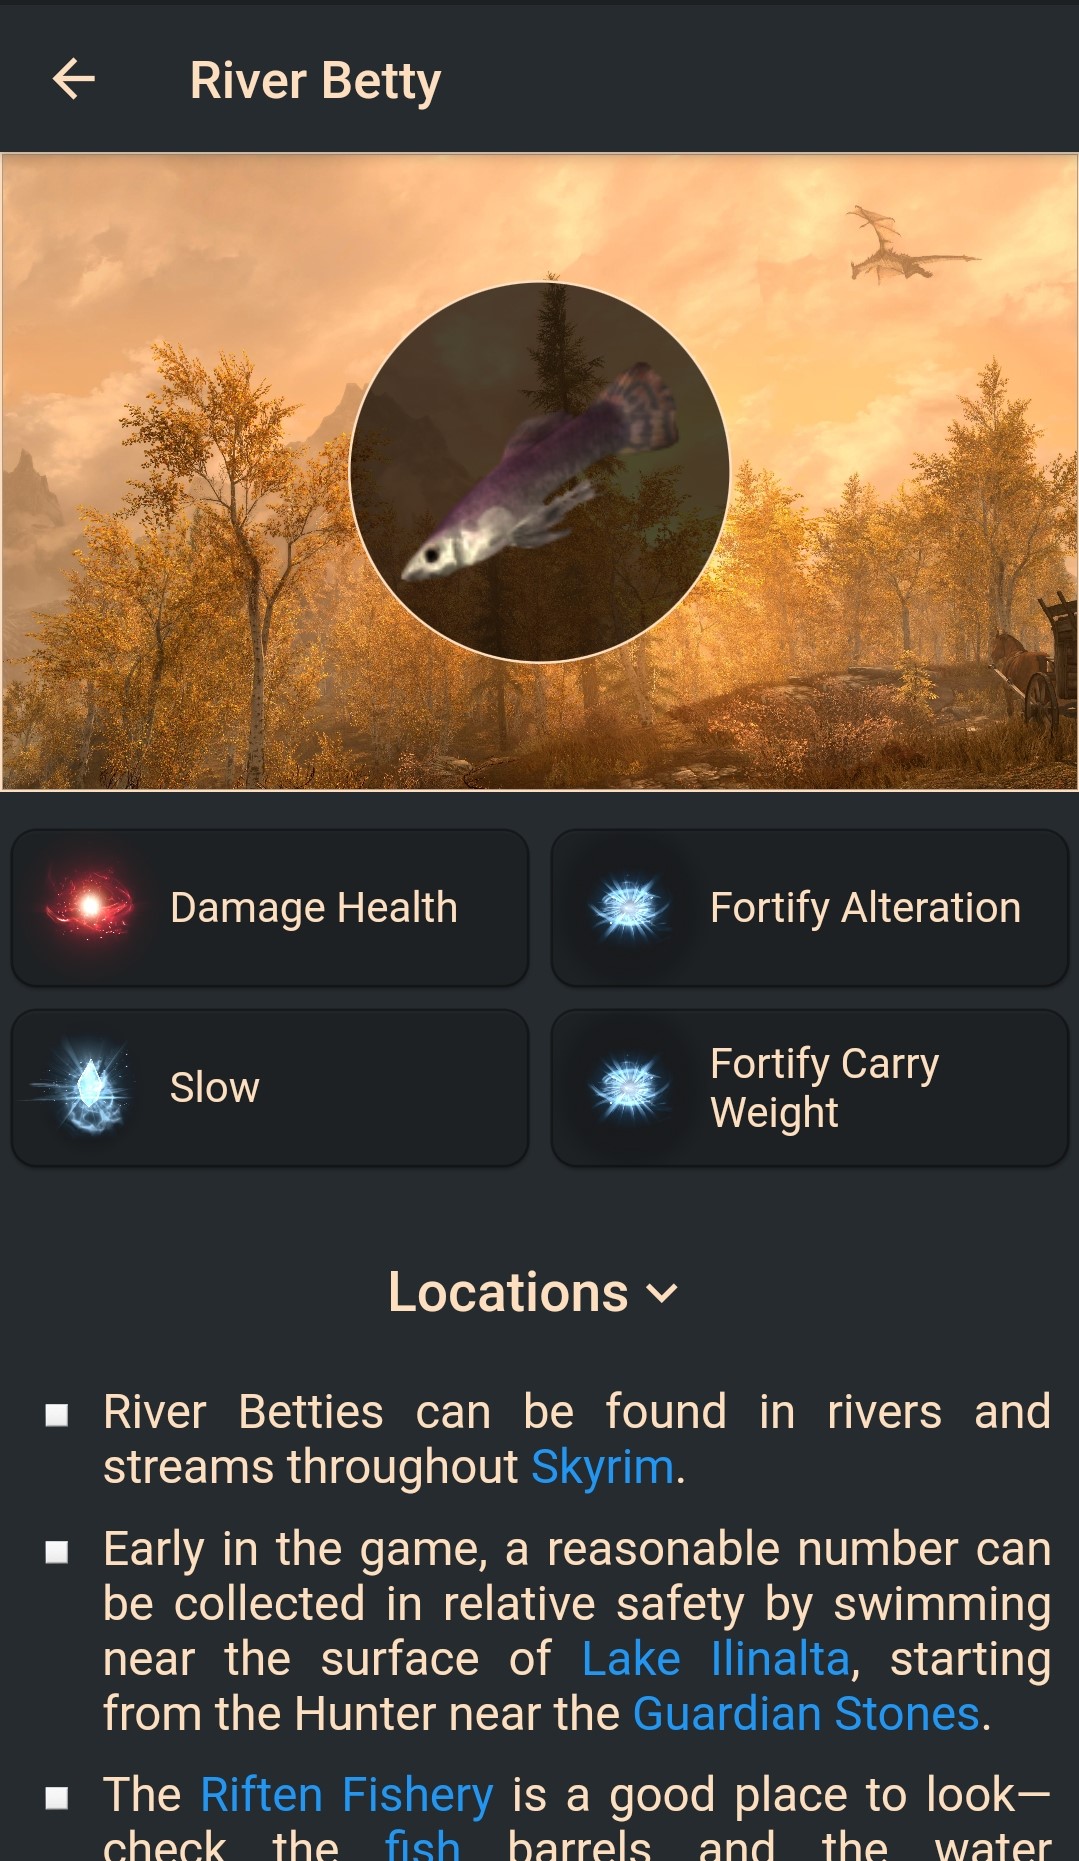 River Betty
Damage Health
Fortify Alteration
Slow
Fortify Carry
Weight
Locations
River Betties can be found in rivers and
streams throughout Skyrim.
Early in the game, a reasonable number can
be collected in relative safety by swimming
near the surface of Lake Ilinalta, starting
from the Hunter near the Guardian Stones.
The Riften Fishery is a good place to look—
check the fish barrels and the water